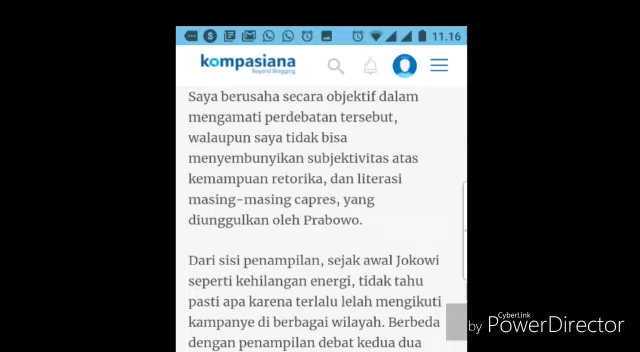 11.16
kompasiana
Beyond Blogging
Saya berusaha secara objektif dalam
mengamati perdebatan tersebut,
walaupun saya tidak bisa
menyembunyikan subjektivitas atas
kemampuan retorika, dan literasi
masing-masing capres, yang
diunggulkan oleh Prabowo.
Dari sisi penampilan, sejak awal Jokowi
seperti kehilangan energi, tidak tahu
pasti apa karena terlalu lelah mengikuti
kampanye di berbagai wilayah. Berbeda
dengan penampilan debat kedua dua
CyberLink
by PowerDirector